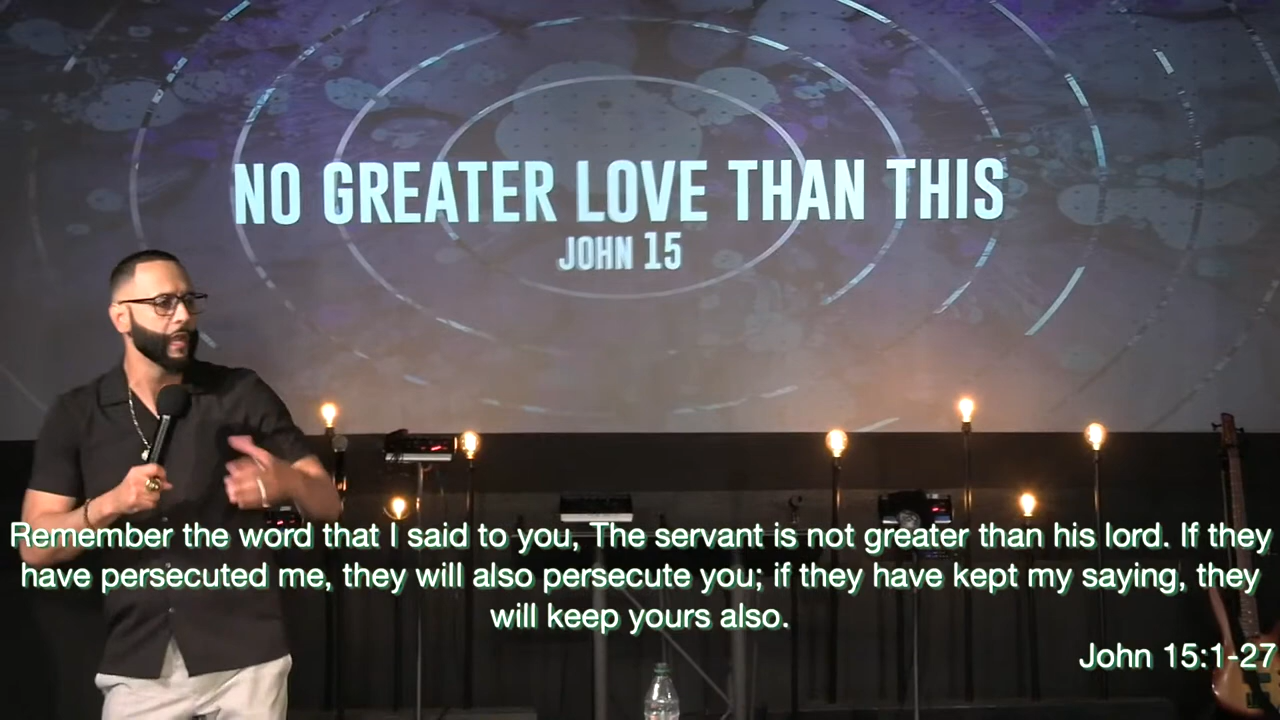 NO GREATER LOVE THAN THIS
JOHN 15
Remember the word that I said to you, The servant is not greater than his lord. If they
have persecuted me, they will also persecute you; if they have kept my saying, they
will keep yours also.
John 15:1-27